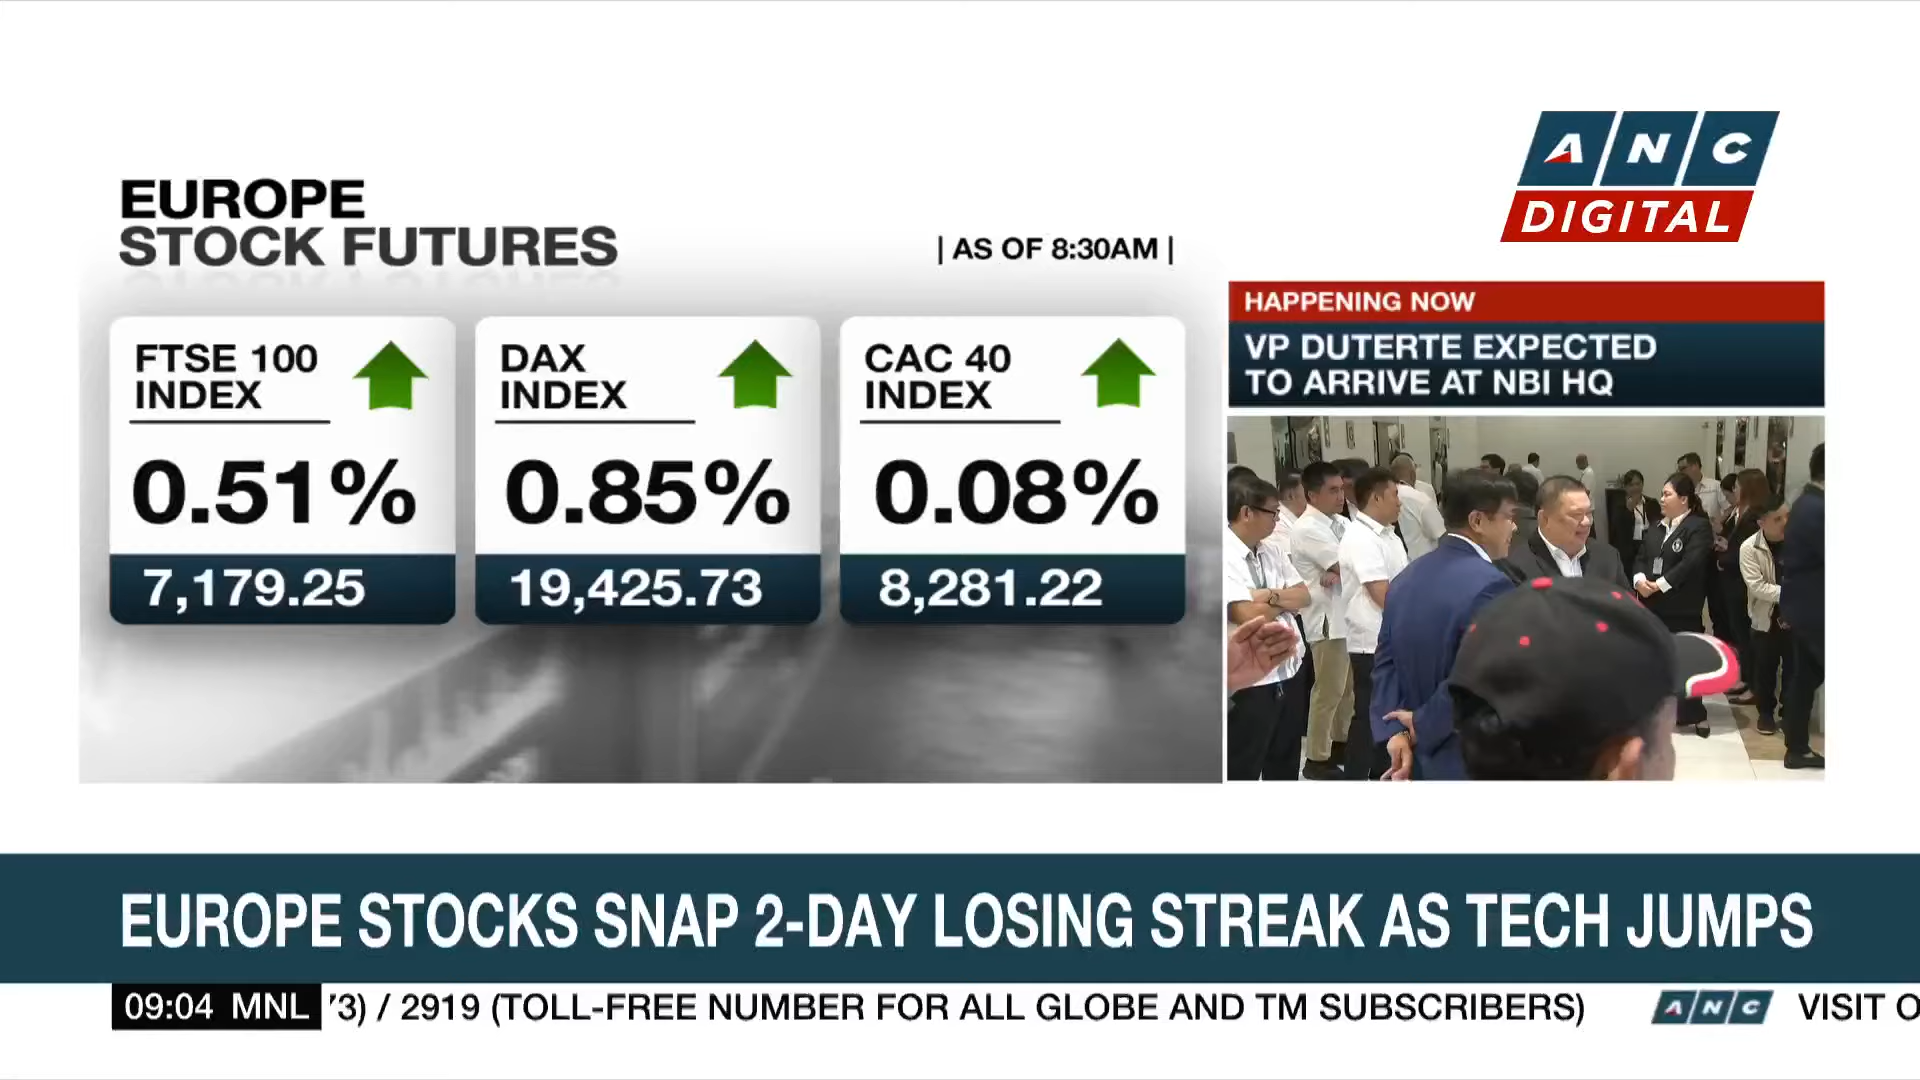 ANC
DIGITAL
EUROPE
STOCK FUTURES
| AS OF 8:30AM |
HAPPENING NOW
VP DUTERTE EXPECTED
TO ARRIVE AT NBI HQ
FTSE 100
INDEX
0.51%
7,179.25
DAX
INDEX
0.85%
19,425.73
CAC 40
INDEX
0.08%
8,281.22
EUROPE STOCKS SNAP 2-DAY LOSING STREAK AS TECH JUMPS
09:04 MNL
3) / 2919 (TOLL-FREE NUMBER FOR ALL GLOBE AND TM SUBSCRIBERS) ANC VISIT O